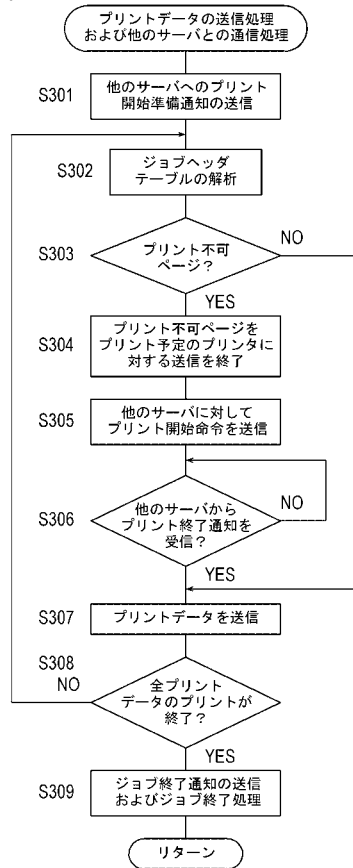 プリントデータの送信処理
および他のサーバとの通信処理
S301
他のサーバへのプリント
開始準備通知の送信
S302
ジョブヘッダ
テーブルの解析
S303
プリント不可
ページ?
NO
YES
S304
プリント不可ページを
プリント予定のプリンタに
対する送信を終了
S305
他のサーバに対して
プリント開始命令を送信
S306
他のサーバから
プリント終了通知を
受信?
NO
YES
S307
プリントデータを送信
S308
NO
全プリント
データのプリントが
終了?
YES
S309
ジョブ終了通知の送信
およびジョブ終了処理
リターン